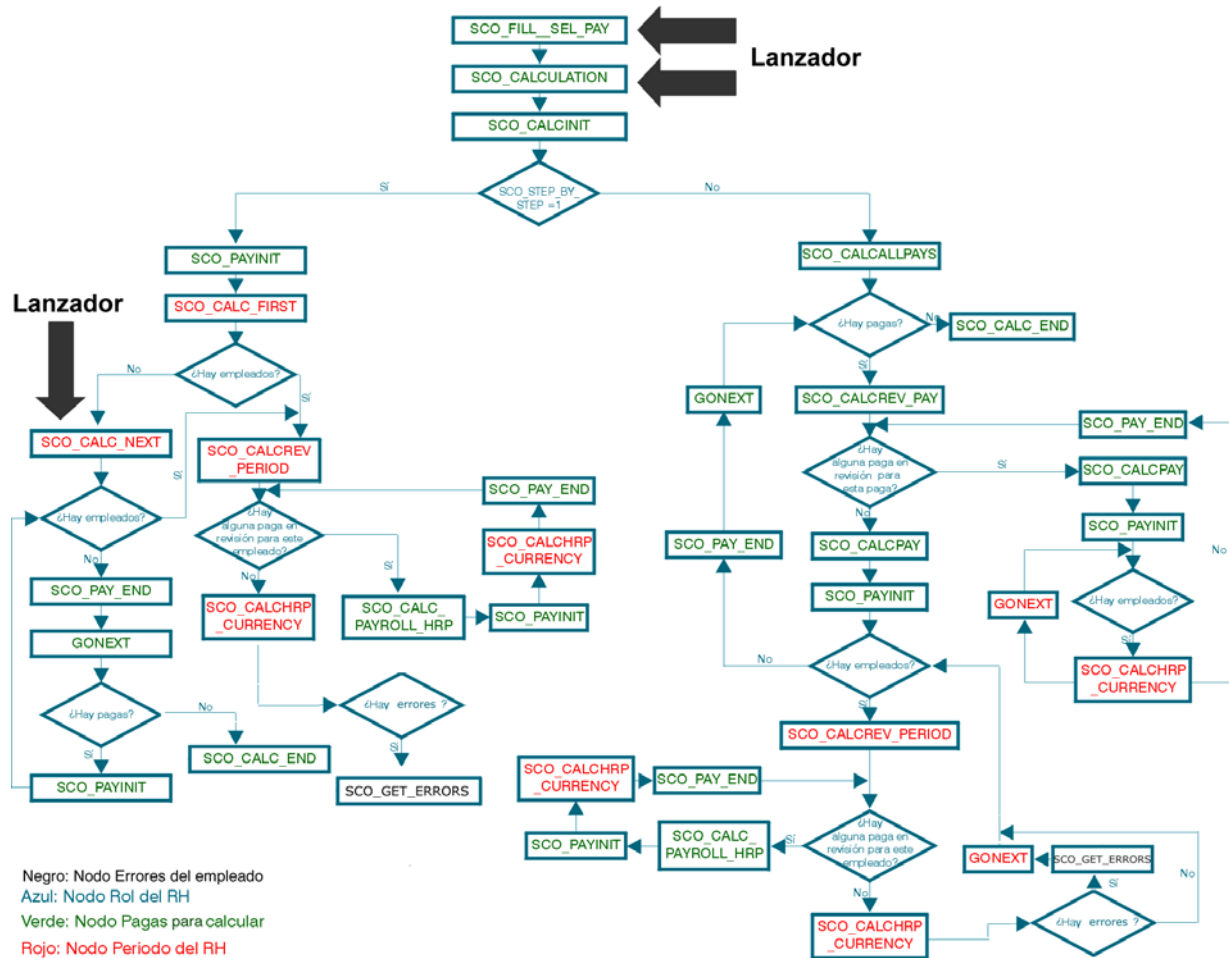 SCO_FILL__SEL_PAY
Lanzador
SCO_CALCULATION
SCO_CALCINIT
SCO_STEP_BY_
STEP =1
Sí
No
SCO_PAYINIT
SCO_CALC_FIRST
Lanzador
¿Hay empleados?
No
Sí
SCO_CALC_NEXT
Sí
¿Hay empleados?
No
SCO_PAY_END
GONEXT
¿Hay pagas?
No
Sí
SCO_CALC_END
SCO_PAYINIT
SCO_CALCREV
_PERIOD
¿Hay
alguna paga en
revisión para este
empleado?
No
Sí
SCO_CALCHRP
_CURRENCY
SCO_CALC_
PAYROLL_HRP
SCO_PAYINIT
SCO_CALCHRP
_CURRENCY
SCO_PAY_END
¿Hay errores ?
Sí
SCO_GET_ERRORS
SCO_CALCALLPAYS
¿Hay pagas?
No
SCO_CALC_END
Sí
GONEXT
SCO_CALCREV_PAY
SCO_PAY_END
¿Hay
alguna paga en
revisión para
esta paga?
Sí
SCO_CALCPAY
No
SCO_PAYINIT
SCO_PAY_END
SCO_CALCPAY
No
SCO_PAYINIT
GONEXT
¿Hay empleados?
Sí
SCO_CALCHRP
_CURRENCY
No
¿Hay empleados?
Sí
SCO_CALCREV_PERIOD
SCO_CALCHRP
_CURRENCY
SCO_PAY_END
SCO_PAYINIT
SCO_CALC_
PAYROLL_HRP
Sí
¿Hay
alguna paga en
revisión para este
empleado?
No
SCO_CALCHRP
_CURRENCY
GONEXT
SCO_GET_ERRORS
No
Sí
¿Hay errores ?
Negro: Nodo Errores del empleado
Azul: Nodo Rol del RH
Verde: Nodo Pagas para calcular
Rojo: Nodo Periodo del RH